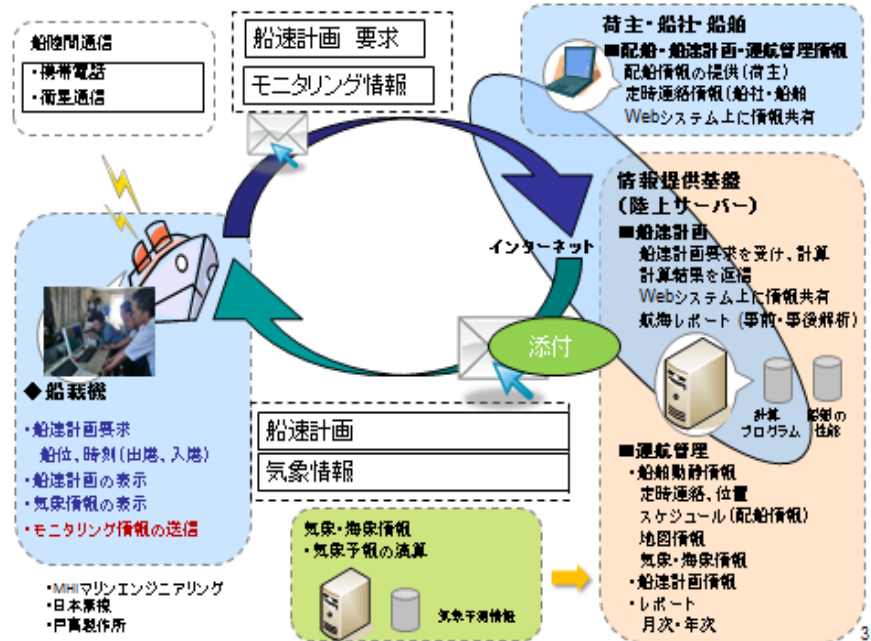 船陸間通信
・携帯電話
・衛星通信
船速計画 要求
モニタリング情報
荷主・船社・船舶
■配船・船速計画・運航管理情報
配船情報の提供(荷主)
定時連絡情報(船社・船舶
Webシステム上に情報共有
インターネット
添付
情報提供基盤
(陸上サーバー)
■船速計画
船速計画要求を受け、計算
計算結果を返信
Webシステム上に情報共有
航海レポート(事前・事後解析)
計算
プログラム
船舶の
性能
■運航管理
・船舶動静情報
定時連絡、位置
スケジュール(配船情報)
地図情報
気象・海象情報
・船速計画情報
・レポート
月次・年次
◆船載機
・船速計画要求
船位、時刻(出港、入港)
・船速計画の表示
・気象情報の表示
・モニタリング情報の送信
船速計画
気象情報
気象・海象情報
・気象予報の演算
気象予測情報
・MHIマリンエンジニアリング
・日本無線
・戸高製作所
3